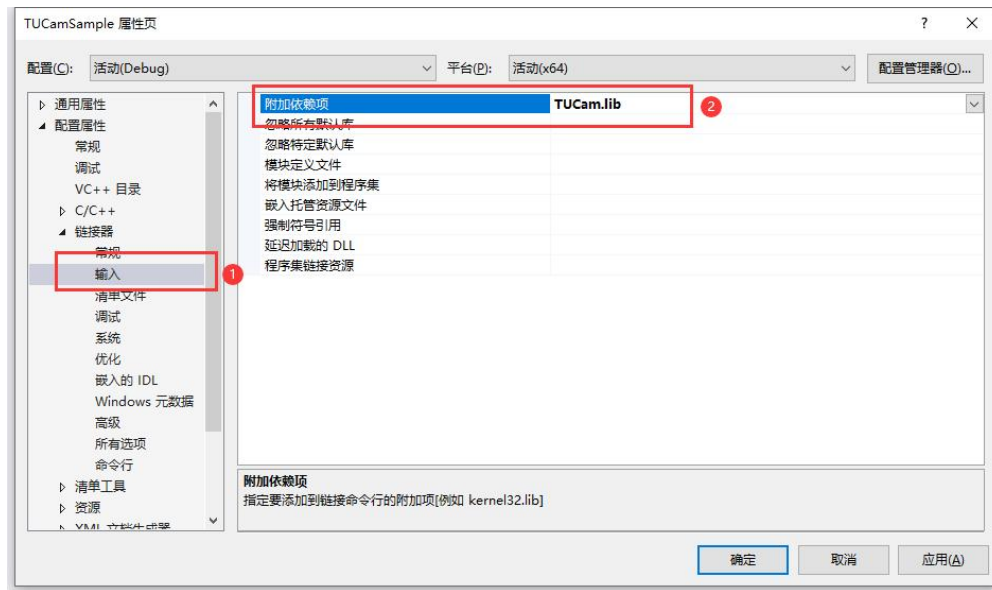 TUCamSample 属性页
? ×
配置(C): 活动(Debug) 平台(P): 活动(x64) 配置管理器(O)...
通用属性
配置属性
常规
调试
VC++ 目录
C/C++
链接器
常规
输入
清单文件
调试
系统
优化
嵌入的 IDL
Windows 元数据
高级
所有选项
命令行
清单工具
资源
XML 文档生成器
1
附加依赖项 TUCam.lib
2
忽略所有默认库
忽略特定默认库
模块定义文件
将模块添加到程序集
嵌入托管资源文件
强制符号引用
延迟加载的 DLL
程序集链接资源
附加依赖项
指定要添加到链接命令行的附加项[例如 kernel32.lib]
确定 取消 应用(A)